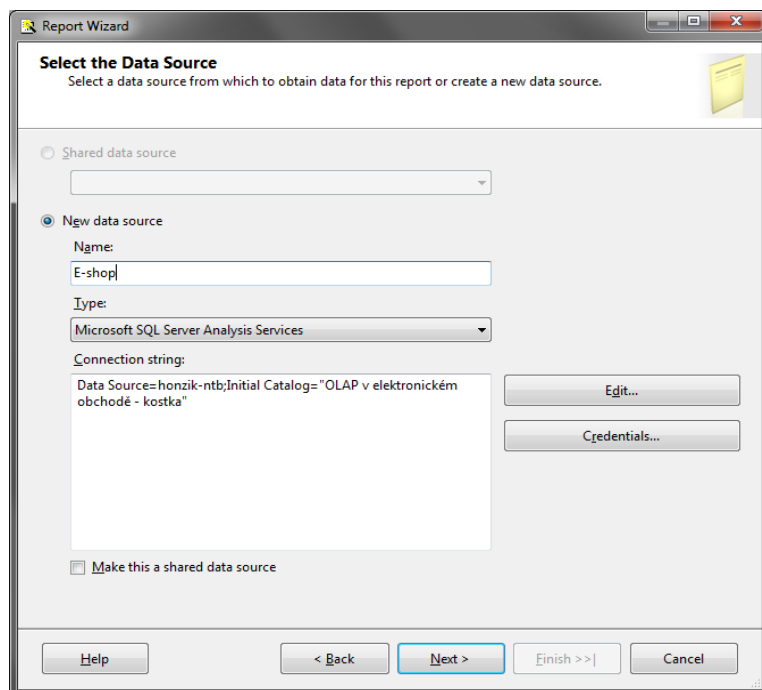 Report Wizard
Select the Data Source
Select a data source from which to obtain data for this report or create a new data source.
Shared data source
New data source
Name:
E-shop
Type:
Microsoft SQL Server Analysis Services
Connection string:
Data Source=honzik-ntb;Initial Catalog="OLAP v elektronickém
obchodě - kostka"
Edit...
Credentials...
Make this a shared data source
Help
< Back
Next >
Finish >>|
Cancel